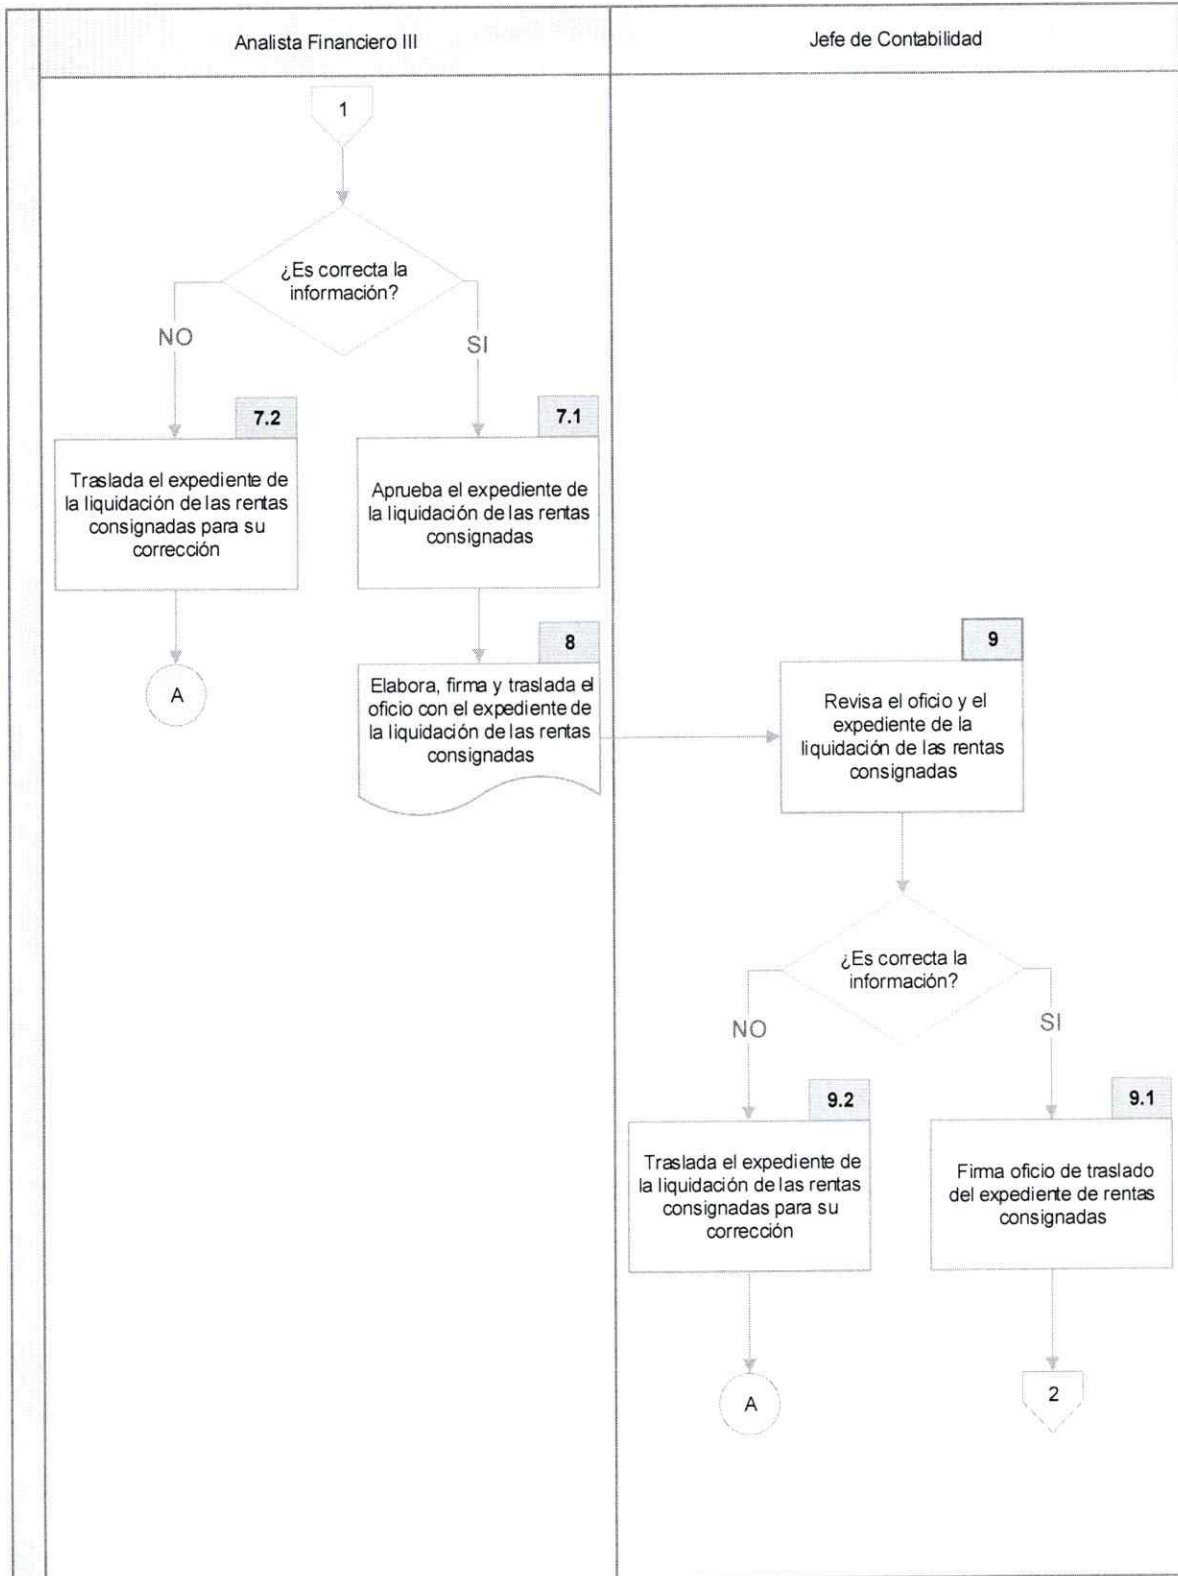 Analista Financiero III
Jefe de Contabilidad
1
¿Es correcta la
información?
NO
SI
7.2
7.1
Traslada el expediente de
la liquidación de las rentas
consignadas para su
corrección
Aprueba el expediente de
la liquidación de las rentas
consignadas
A
8
Elabora, firma y traslada el
oficio con el expediente de
la liquidación de las rentas
consignadas
9
Revisa el oficio y el
expediente de la
liquidación de las rentas
consignadas
¿Es correcta la
información?
NO
SI
9.2
9.1
Traslada el expediente de
la liquidación de las rentas
consignadas para su
corrección
Firma oficio de traslado
del expediente de rentas
consignadas
A
2